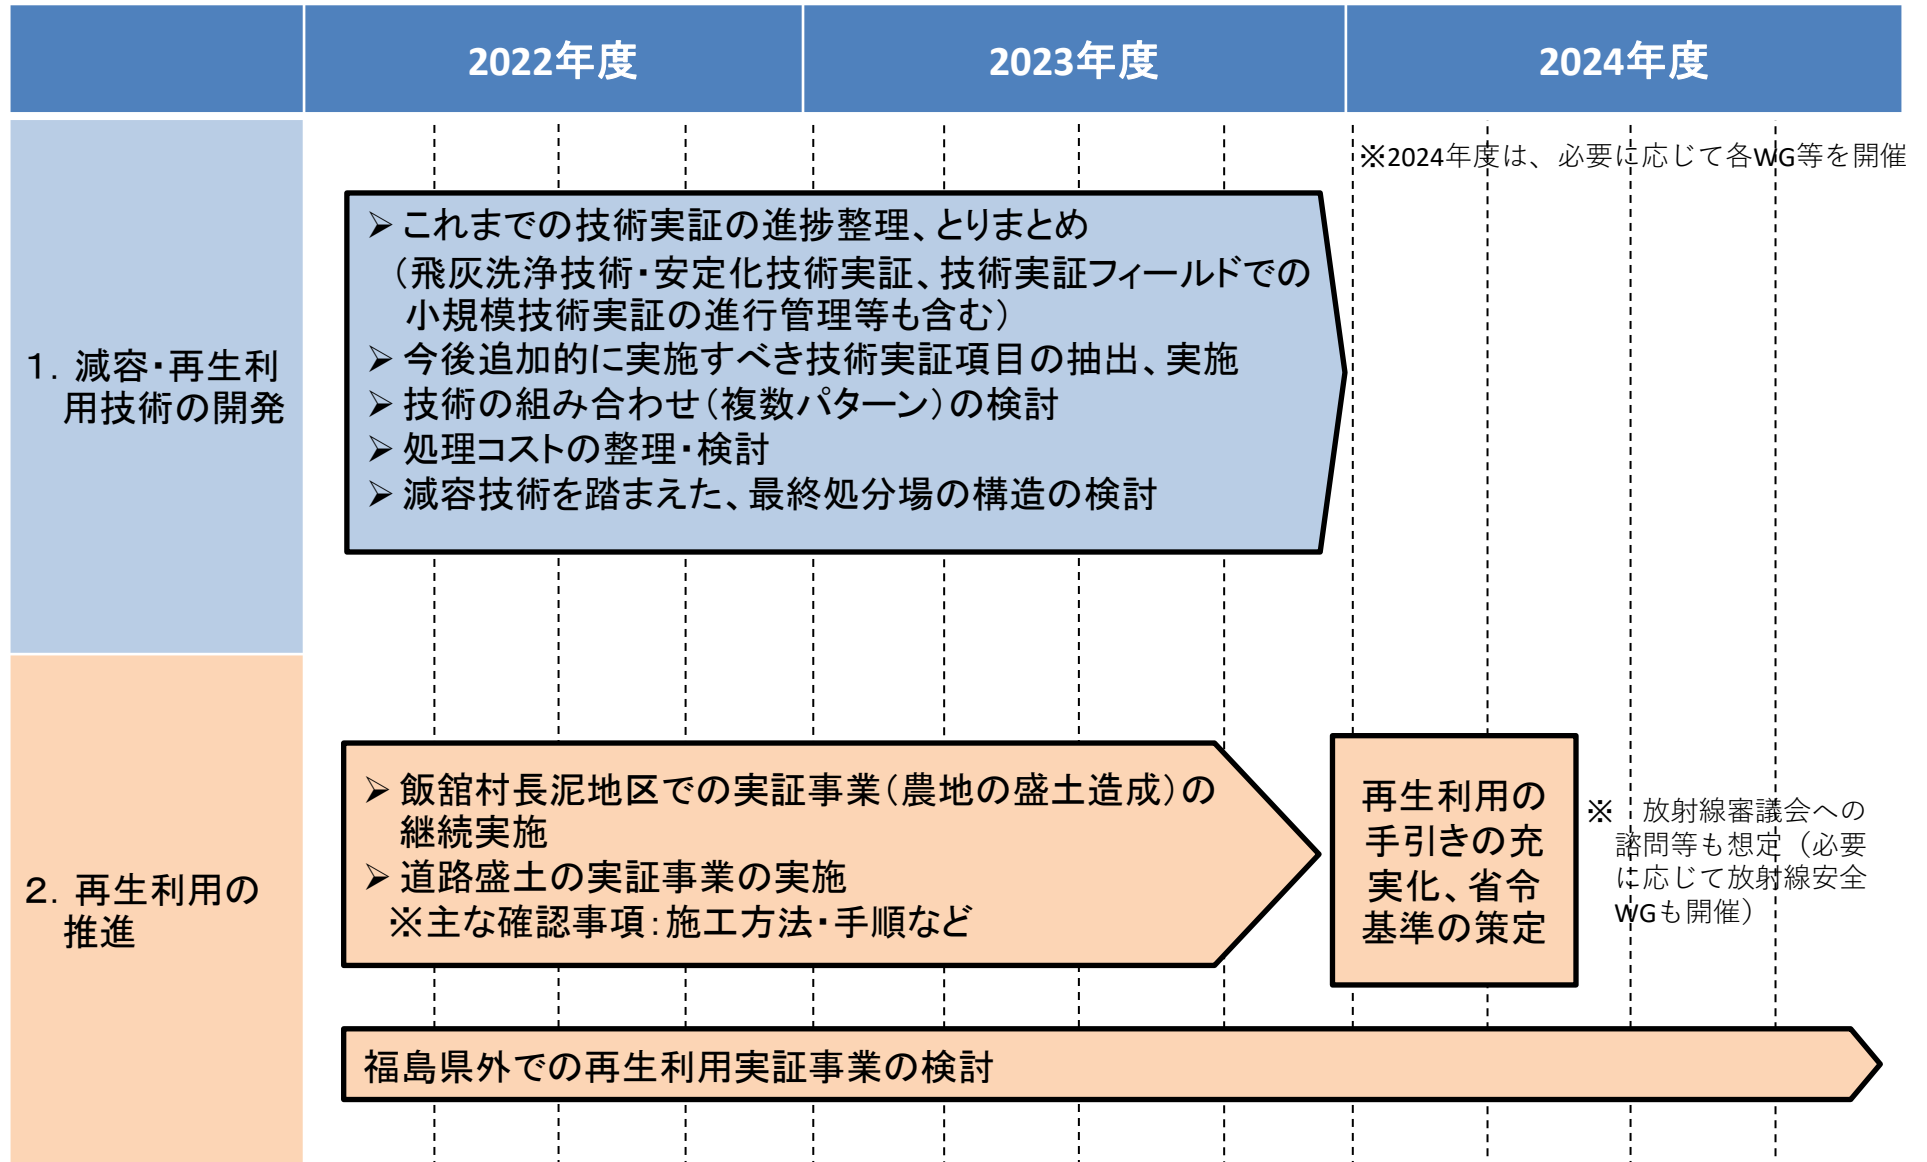 2022年度
2023年度
2024年度
※2024年度は、必要に応じて各WG等を開催
1．減容・再生利
用技術の開発
➢これまでの技術実証の進捗整理、とりまとめ
（飛灰洗浄技術・安定化技術実証、技術実証フィールドでの
小規模技術実証の進行管理等も含む）
➢今後追加的に実施すべき技術実証項目の抽出、実施
➢技術の組み合わせ（複数パターン）の検討
➢処理コストの整理・検討
➢減容技術を踏まえた、最終処分場の構造の検討
2．再生利用の
推進
➢飯舘村長泥地区での実証事業（農地の盛土造成）の
継続実施
➢道路盛土の実証事業の実施
※主な確認事項：施工方法・手順など
再生利用の
手引きの充
実化、省令
基準の策定
※　放射線審議会への
諮問等も想定（必要
に応じて放射線安全
WGも開催）
福島県外での再生利用実証事業の検討